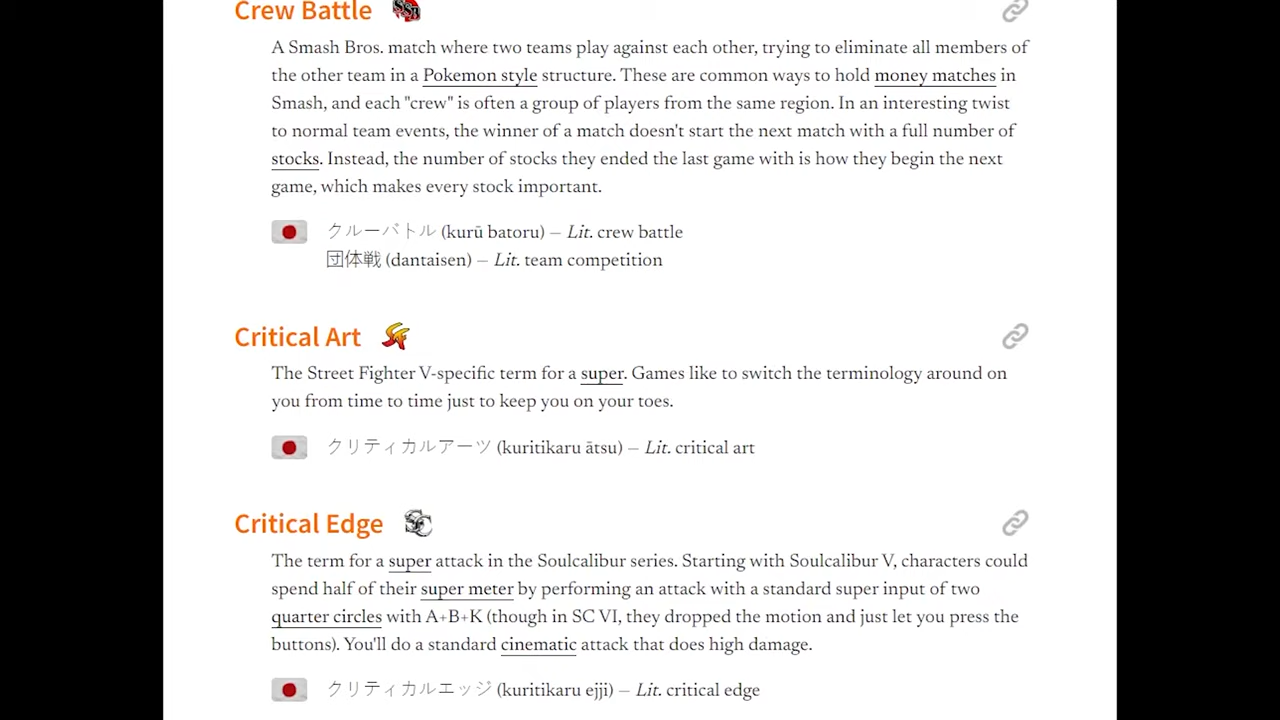 Crew Battle
A Smash Bros. match where two teams play against each other, trying to eliminate all members of
the other team in a Pokemon style structure. These are common ways to hold money matches in
Smash, and each "crew" is often a group of players from the same region. In an interesting twist
to normal team events, the winner of a match doesn't start the next match with a full number of
stocks. Instead, the number of stocks they ended the last game with is how they begin the next
game, which makes every stock important.
クルーバトル (kurū batoru) – Lit. crew battle
団体戦 (dantaisen) – Lit. team competition
Critical Art
The Street Fighter V-specific term for a super. Games like to switch the terminology around on
you from time to time just to keep you on your toes.
クリティカルアーツ (kuritikaru ātsu) – Lit. critical art
Critical Edge
The term for a super attack in the Soulcalibur series. Starting with Soulcalibur V, characters could
spend half of their super meter by performing an attack with a standard super input of two
quarter circles with A+B+K (though in SC VI, they dropped the motion and just let you press the
buttons). You'll do a standard cinematic attack that does high damage.
クリティカルエッジ (kuritikaru ejji) – Lit. critical edge